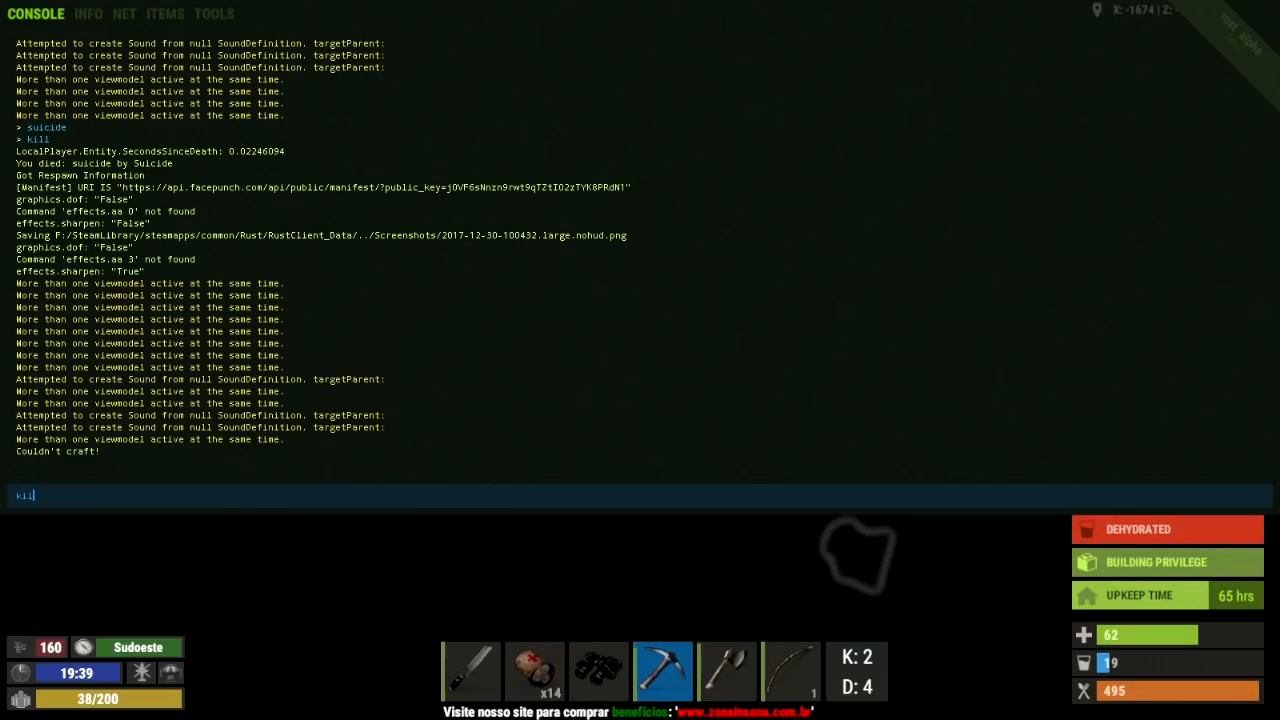 CONSOLE INFO NET ITEMS TOOLS
X: -1674 | Z: -
Attempted to create Sound from null SoundDefinition. targetParent:
Attempted to create Sound from null SoundDefinition. targetParent:
Attempted to create Sound from null SoundDefinition. targetParent:
More than one viewmodel active at the same time.
More than one viewmodel active at the same time.
More than one viewmodel active at the same time.
More than one viewmodel active at the same time.
> suicide
> kill
LocalPlayer.Entity.SecondsSinceDeath: 0.02246094
You died: suicide by Suicide
Got Respawn Information
[Manifest] URI IS "https://api.facepunch.com/api/public/manifest/?public_key=j0VF6sNnzn9rwt9qTZtIO2zTYK8PRdN1"
graphics.dof: "False"
Command 'effects.aa 0' not found
effects.sharpen: "False"
Saving F:/SteamLibrary/steamapps/common/Rust/RustClient_Data/../Screenshots/2017-12-30-100432.large.nohud.png
graphics.dof: "False"
Command 'effects.aa 3' not found
effects.sharpen: "True"
More than one viewmodel active at the same time.
More than one viewmodel active at the same time.
More than one viewmodel active at the same time.
More than one viewmodel active at the same time.
More than one viewmodel active at the same time.
More than one viewmodel active at the same time.
More than one viewmodel active at the same time.
More than one viewmodel active at the same time.
Attempted to create Sound from null SoundDefinition. targetParent:
More than one viewmodel active at the same time.
More than one viewmodel active at the same time.
Attempted to create Sound from null SoundDefinition. targetParent:
Attempted to create Sound from null SoundDefinition. targetParent:
More than one viewmodel active at the same time.
Couldn't craft!
kil
DEHYDRATED
BUILDING PRIVILEGE
UPKEEP TIME 65 hrs
160 Sudoeste
19:39
38/200
x14
1
K: 2
D: 4
62
19
495
Visite nosso site para comprar benefícios: 'www.zonainsana.com.br'